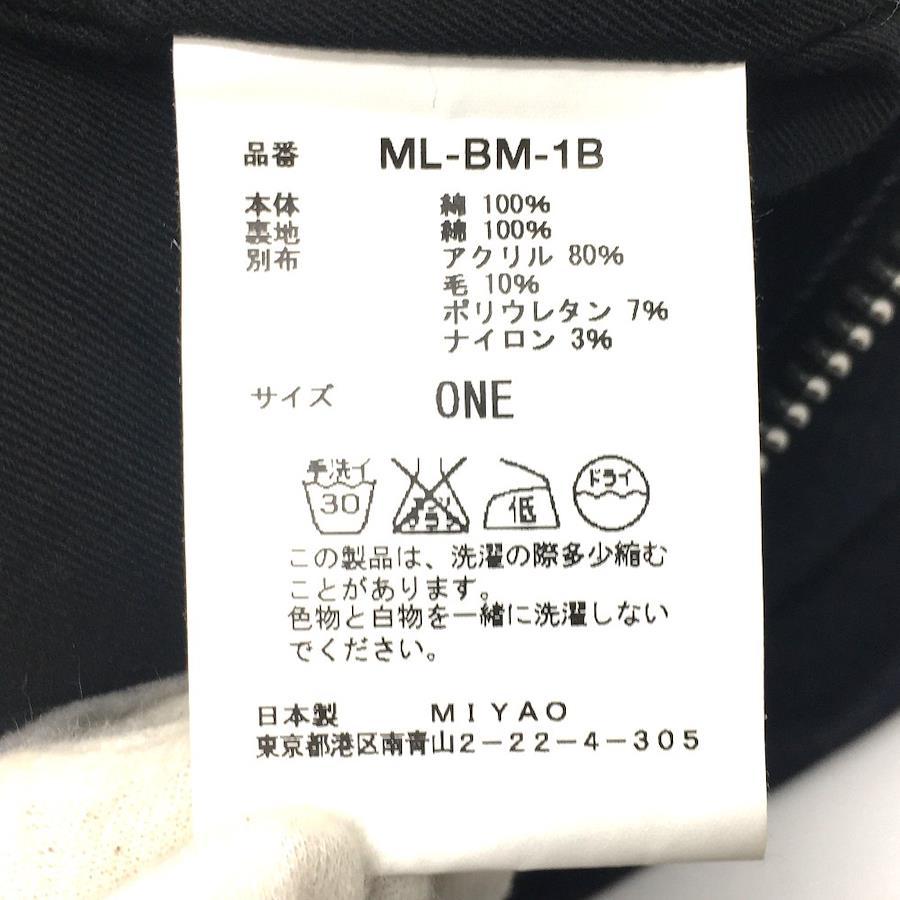 品番 ML-BM-1B
本体 綿 100%
裏地 綿 100%
別布 アクリル 80%
毛 10%
ポリウレタン 7%
ナイロン 3%
サイズ ONE
手洗イ 30 エンソサラシ 低 ドライ
この製品は、洗濯の際多少縮む
ことがあります。
色物と白物を一緒に洗濯しない
でください。
日本製 MIYAO
東京都港区南青山2-22-4-305